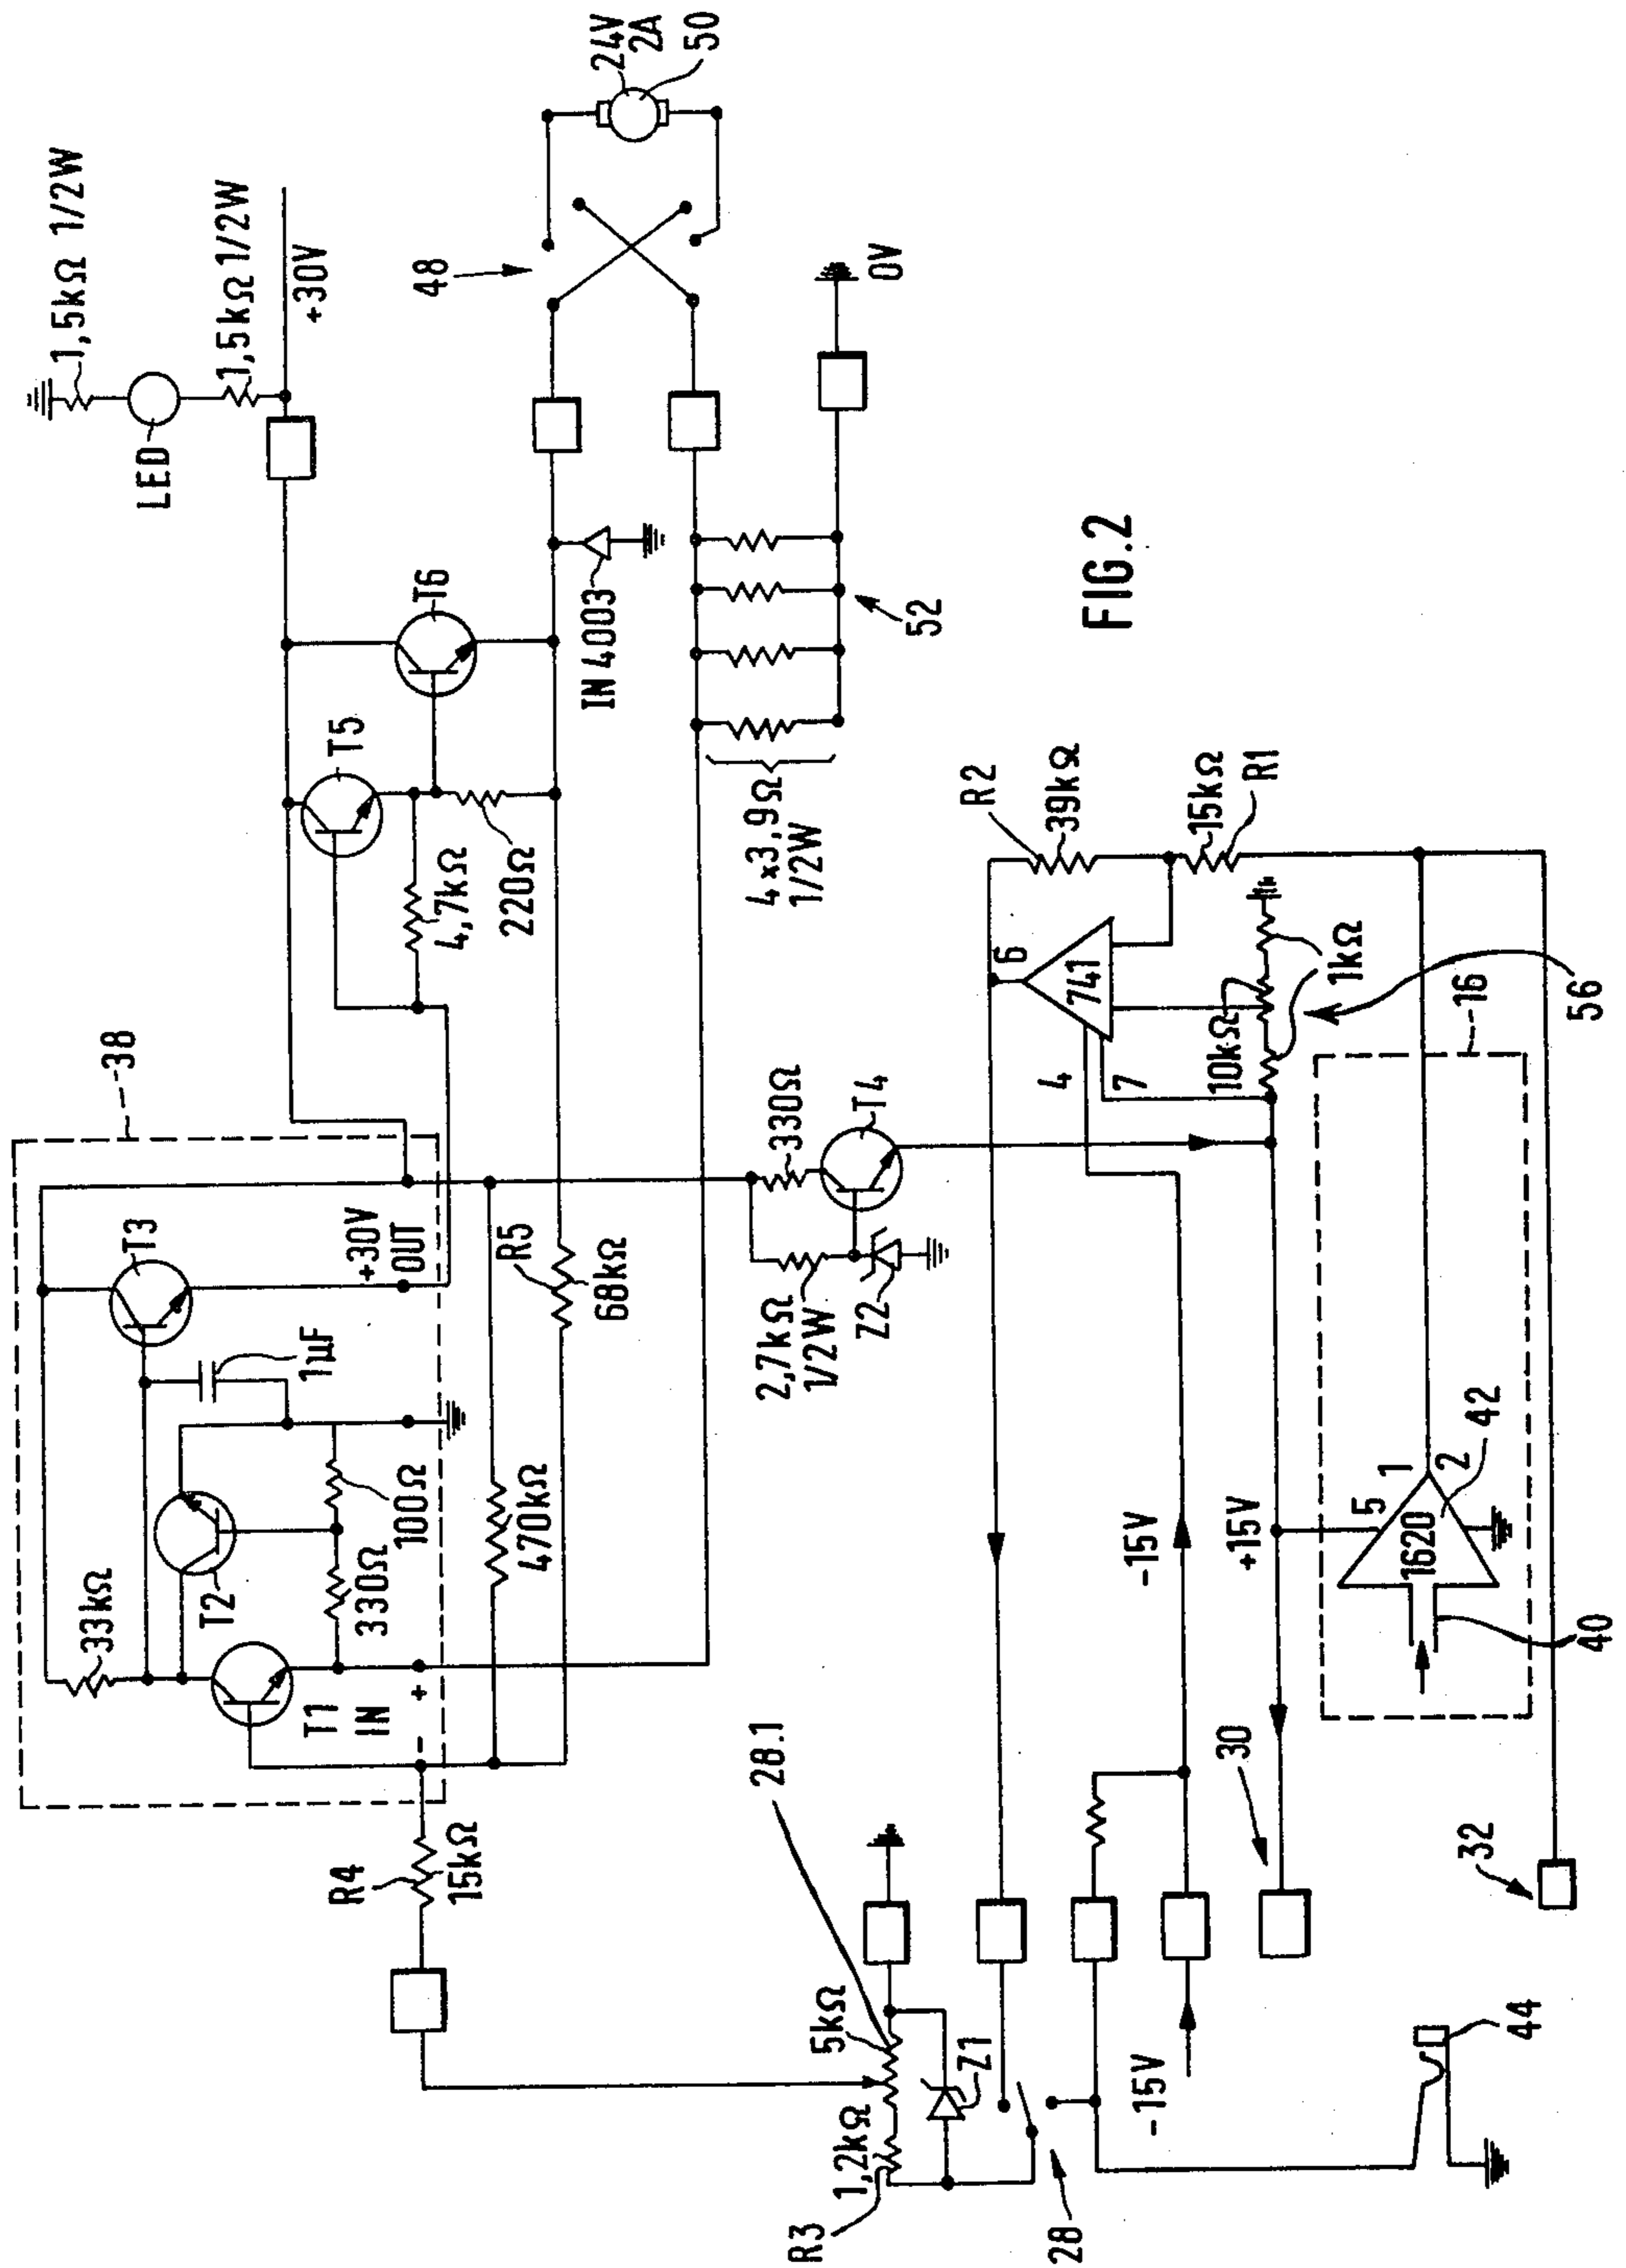 1,5kΩ 1/2W
LED
1,5kΩ 1/2W
+30V
24V
2A
50
48
0V
T6
IN 4003
52
T5
4,7kΩ
220Ω
4x3,9Ω
1/2W
38
T3
+30V
OUT
1µF
33kΩ
T2
100Ω
330Ω
T1
IN
-
+
R4
15kΩ
470kΩ
R5
68kΩ
330Ω
T4
2,7kΩ
1/2W
Z2
R2
39kΩ
15kΩ
R1
6
741
4
7
10kΩ
1kΩ
56
16
FIG.2
28.1
5kΩ
1,2kΩ
R3
Z1
28
-15V
-15V
+15V
30
32
1620
5
1
2
42
40
44